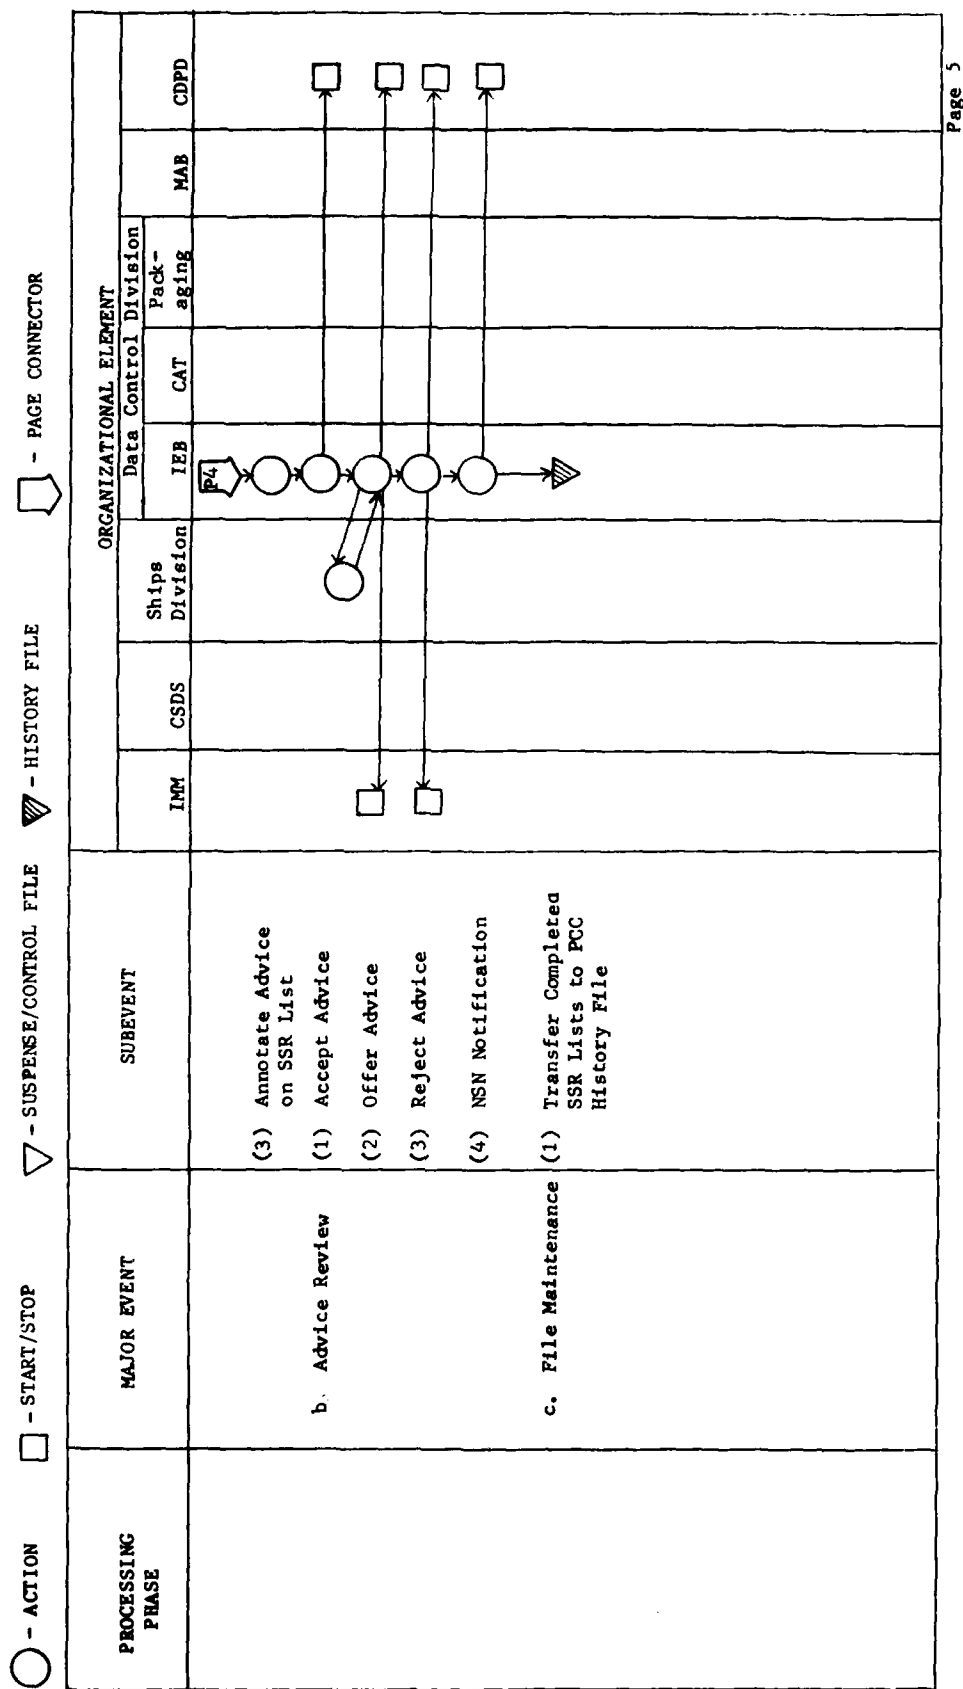 - ACTION
- START/STOP
- SUSPENSE/CONTROL FILE
- HISTORY FILE
- PAGE CONNECTOR
PROCESSING
PHASE
MAJOR EVENT
SUBEVENT
ORGANIZATIONAL ELEMENT
IMM
CSDS
Ships
Division
Data Control Division
IEB
CAT
Pack-
aging
MAB
CDPD
P4
(3) Annotate Advice
on SSR List
b. Advice Review
(1) Accept Advice
(2) Offer Advice
(3) Reject Advice
(4) NSN Notification
c. File Maintenance
(1) Transfer Completed
SSR Lists to PCC
History File
Page 5